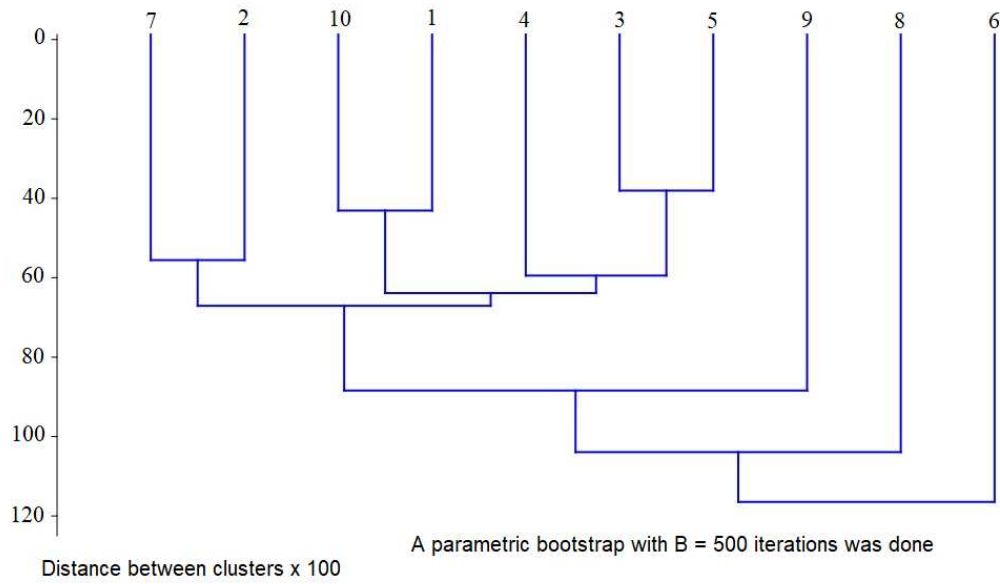 7 2 10 1 4 3 5 9 8 6
0
20
40
60
80
100
120
A parametric bootstrap with B = 500 iterations was done
Distance between clusters x 100